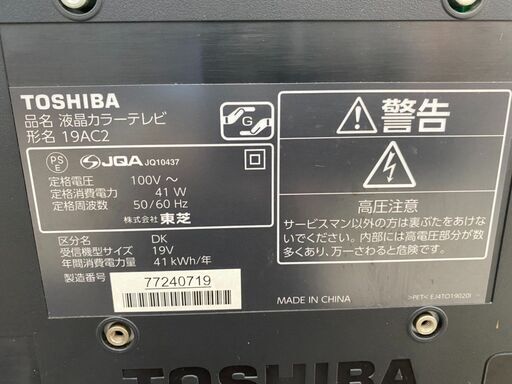 TOSHIBA
品名 液晶カラーテレビ
形名 19AC2
G
PS
E
JQA JQ10437
定格電圧 100V ～
定格消費電力 41 W
定格周波数 50/60 Hz
株式会社 東芝
区分名 DK
受信機型サイズ 19V
年間消費電力量 41 kWh/年
製造番号 77240719
警告
高圧注意
サービスマン以外の方は裏ぶたをあけないで
ください。内部には高電圧部分が数
多くあり、万一さわると危険です。
MADE IN CHINA
>PET< EJ4TO19020I
TOSHIBA